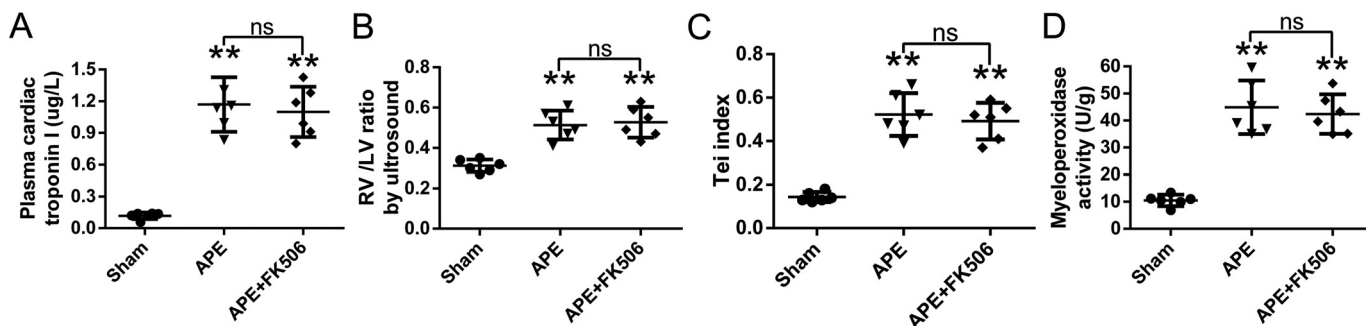 A
Plasma cardiac
troponin I (ug/L)
1.5
1.2
0.9
0.6
0.3
0.0
ns
**
**
Sham
APE
APE+FK506
B
RV /LV ratio
by ultrosound
0.8
0.6
0.4
0.2
0.0
ns
**
**
Sham
APE
APE+FK506
C
Tei index
0.8
0.6
0.4
0.2
0.0
ns
**
**
Sham
APE
APE+FK506
D
Myeloperoxidase
activity (U/g)
60
50
40
30
20
10
0
ns
**
**
Sham
APE
APE+FK506